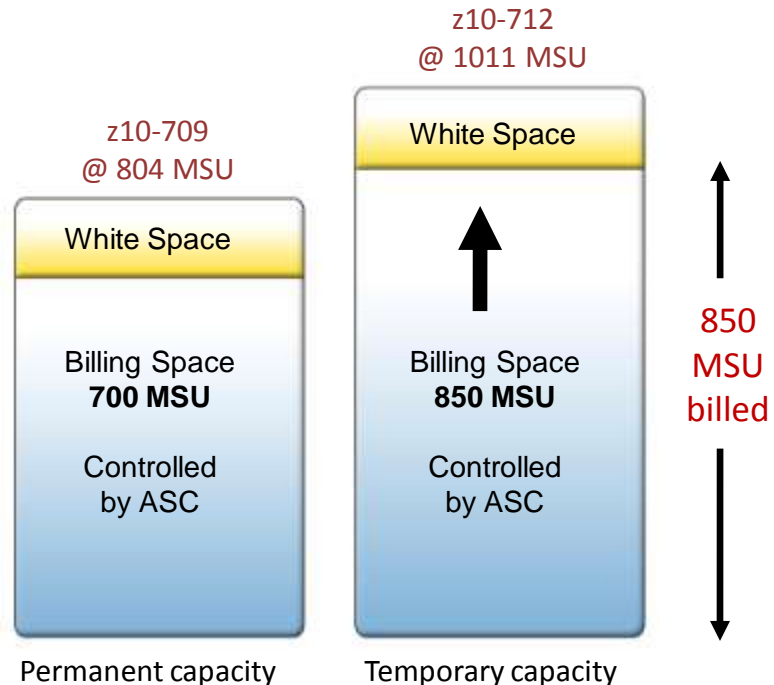 z10-709
@ 804 MSU
White Space
Billing Space
700 MSU
Controlled
by ASC
Permanent capacity
z10-712
@ 1011 MSU
White Space
Billing Space
850 MSU
Controlled
by ASC
Temporary capacity
850
MSU
billed